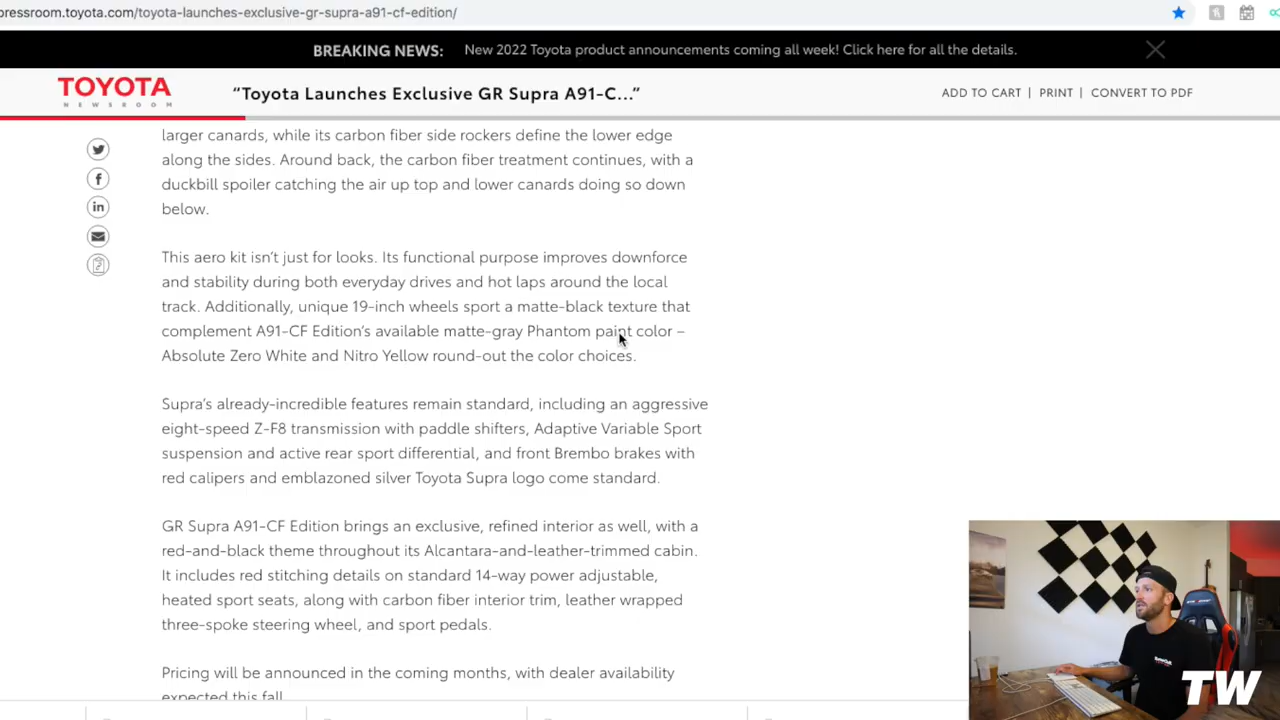 pressroom.toyota.com/toyota-launches-exclusive-gr-supra-a91-cf-edition/
BREAKING NEWS: New 2022 Toyota product announcements coming all week! Click here for all the details.
TOYOTA
NEWSROOM
“Toyota Launches Exclusive GR Supra A91-C...”
ADD TO CART | PRINT | CONVERT TO PDF
larger canards, while its carbon fiber side rockers define the lower edge
along the sides. Around back, the carbon fiber treatment continues, with a
duckbill spoiler catching the air up top and lower canards doing so down
below.
This aero kit isn’t just for looks. Its functional purpose improves downforce
and stability during both everyday drives and hot laps around the local
track. Additionally, unique 19-inch wheels sport a matte-black texture that
complement A91-CF Edition’s available matte-gray Phantom paint color –
Absolute Zero White and Nitro Yellow round-out the color choices.
Supra’s already-incredible features remain standard, including an aggressive
eight-speed Z-F8 transmission with paddle shifters, Adaptive Variable Sport
suspension and active rear sport differential, and front Brembo brakes with
red calipers and emblazoned silver Toyota Supra logo come standard.
GR Supra A91-CF Edition brings an exclusive, refined interior as well, with a
red-and-black theme throughout its Alcantara-and-leather-trimmed cabin.
It includes red stitching details on standard 14-way power adjustable,
heated sport seats, along with carbon fiber interior trim, leather wrapped
three-spoke steering wheel, and sport pedals.
Pricing will be announced in the coming months, with dealer availability
expected this fall
TW